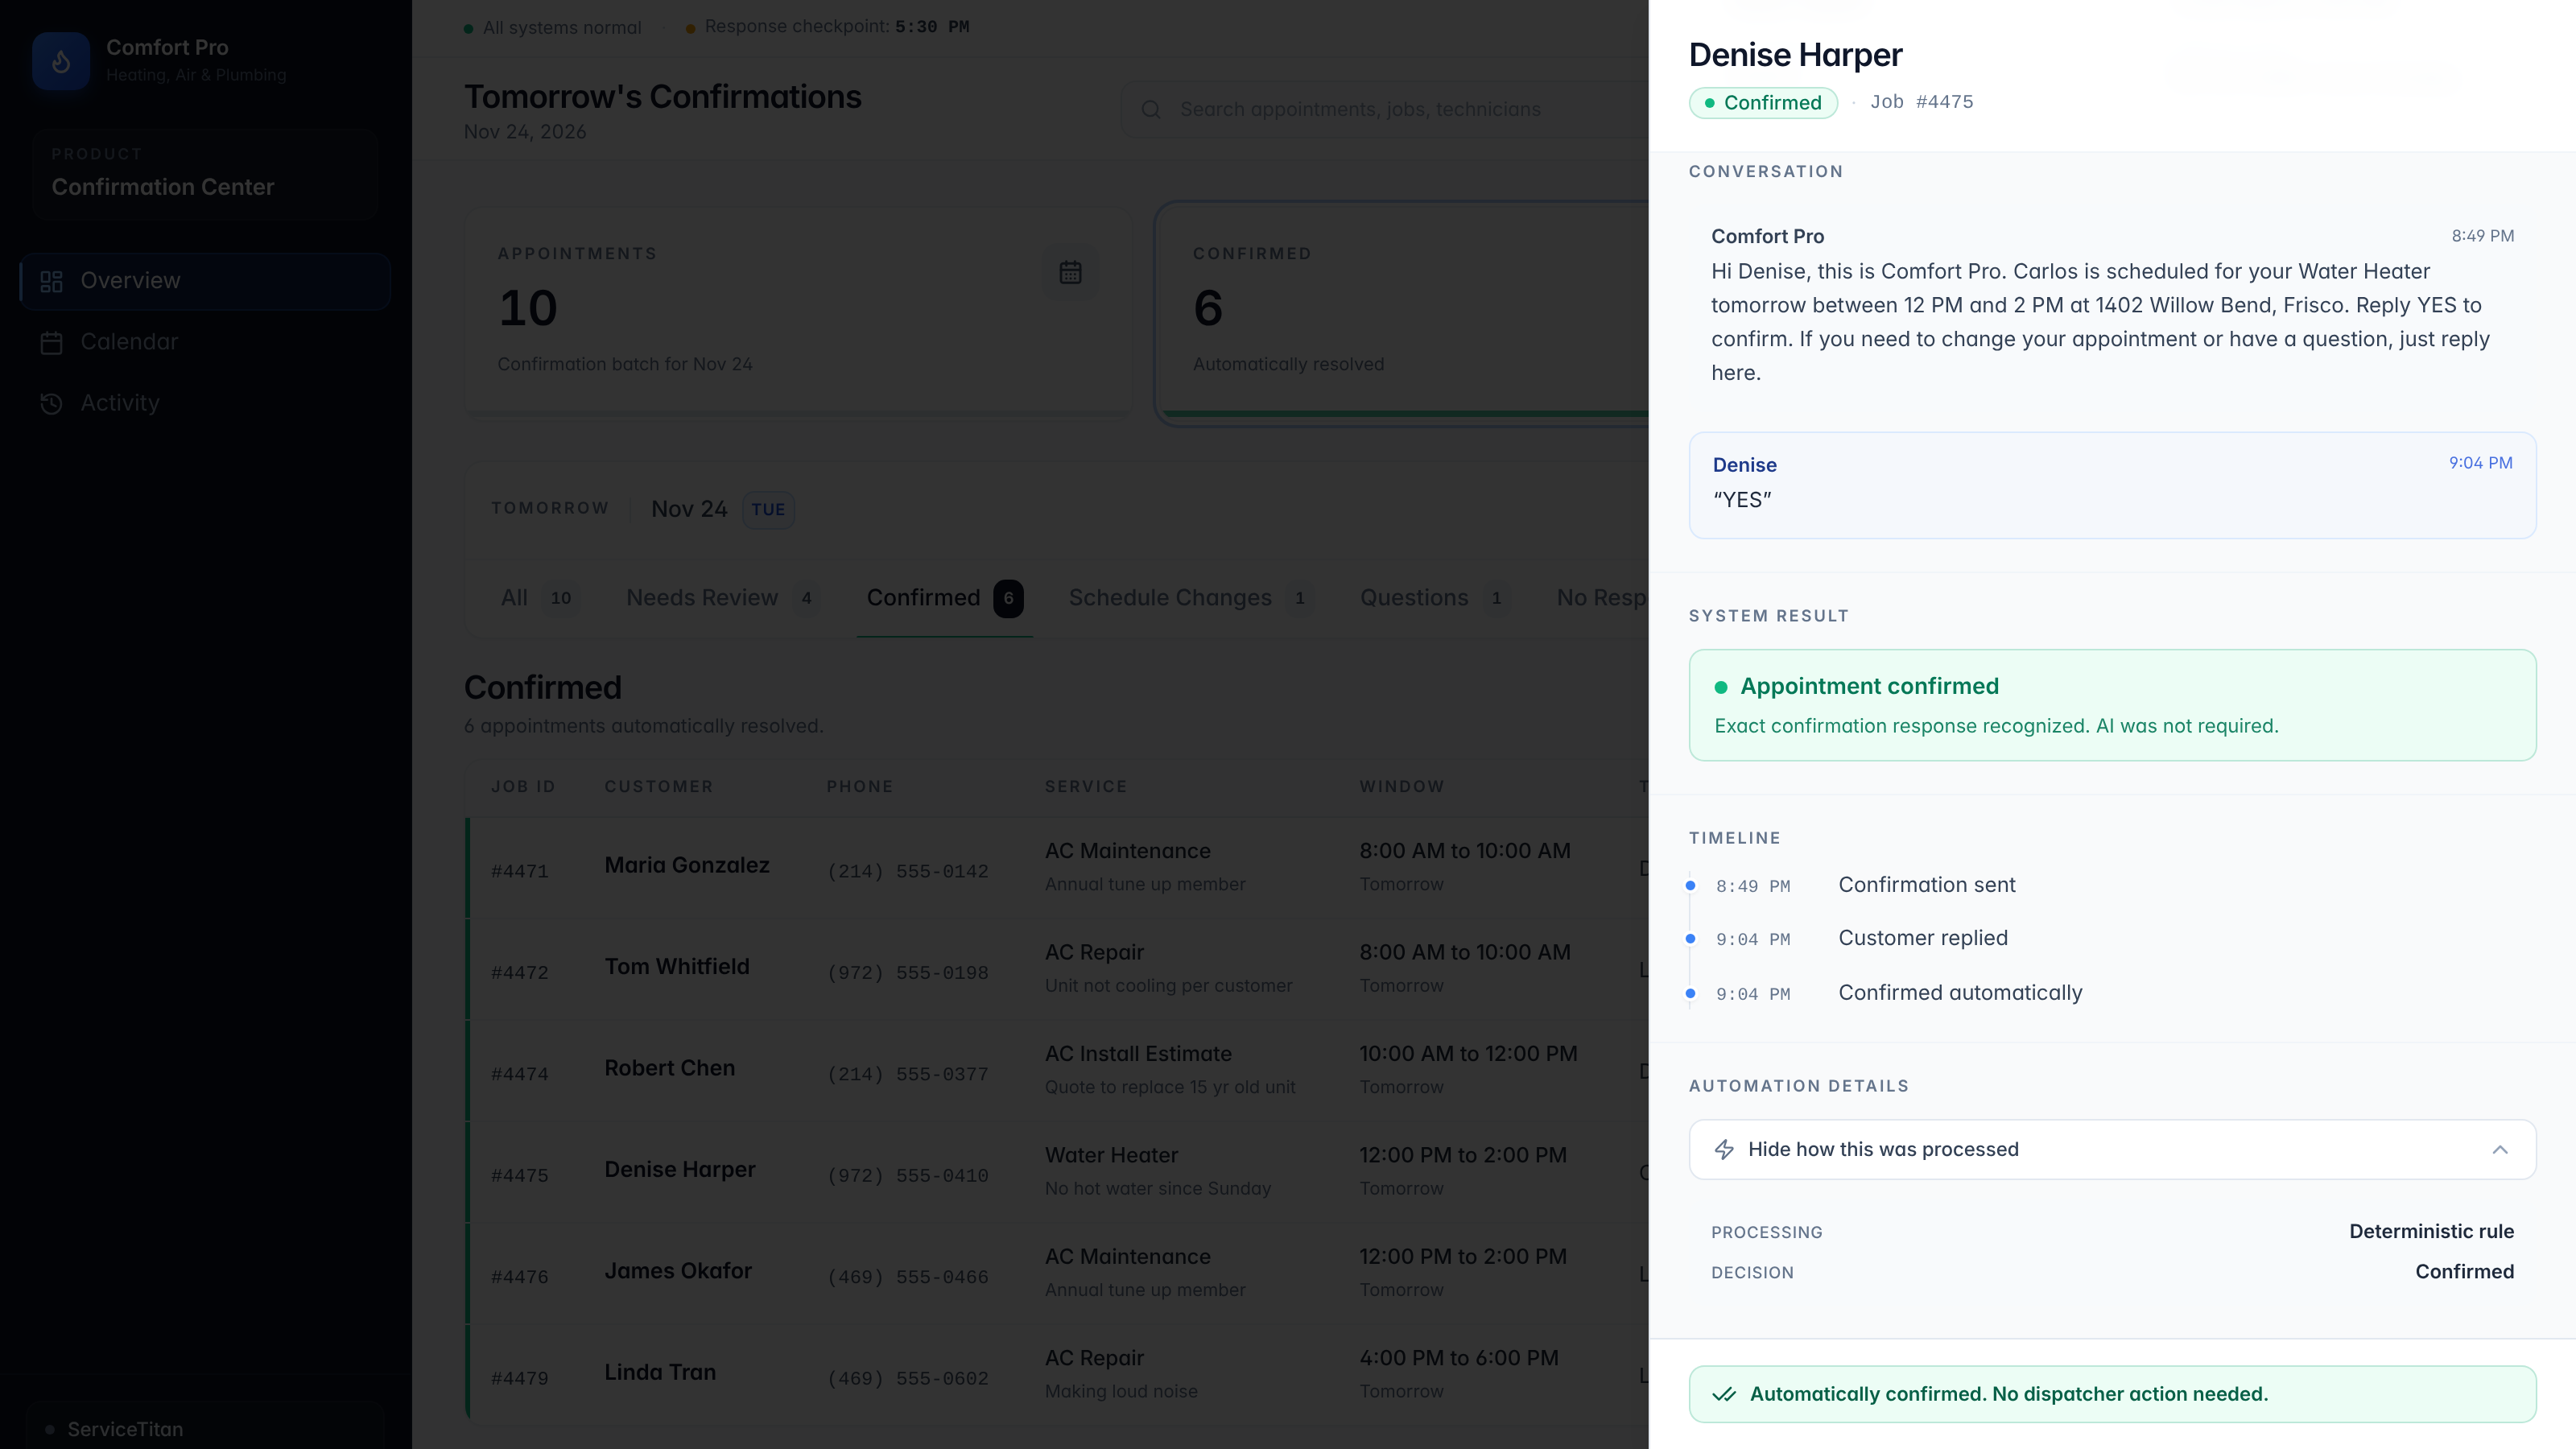 Comfort Pro
Heating, Air & Plumbing
PRODUCT
Confirmation Center
Overview
Calendar
Activity
ServiceTitan
All systems normal · Response checkpoint: 5:30 PM
Tomorrow's Confirmations
Nov 24, 2026
Search appointments, jobs, technicians
APPOINTMENTS
10
Confirmation batch for Nov 24
CONFIRMED
6
Automatically resolved
TOMORROW Nov 24 TUE
All 10 Needs Review 4 Confirmed 6 Schedule Changes 1 Questions 1 No Resp
Confirmed
6 appointments automatically resolved.
JOB ID CUSTOMER PHONE SERVICE WINDOW
#4471 Maria Gonzalez (214) 555-0142 AC Maintenance 8:00 AM to 10:00 AM
Annual tune up member Tomorrow
#4472 Tom Whitfield (972) 555-0198 AC Repair 8:00 AM to 10:00 AM
Unit not cooling per customer Tomorrow
#4474 Robert Chen (214) 555-0377 AC Install Estimate 10:00 AM to 12:00 PM
Quote to replace 15 yr old unit Tomorrow
#4475 Denise Harper (972) 555-0410 Water Heater 12:00 PM to 2:00 PM
No hot water since Sunday Tomorrow
#4476 James Okafor (469) 555-0466 AC Maintenance 12:00 PM to 2:00 PM
Annual tune up member Tomorrow
#4479 Linda Tran (469) 555-0602 AC Repair 4:00 PM to 6:00 PM
Making loud noise Tomorrow
Denise Harper
Confirmed · Job #4475
CONVERSATION
Comfort Pro 8:49 PM
Hi Denise, this is Comfort Pro. Carlos is scheduled for your Water Heater
tomorrow between 12 PM and 2 PM at 1402 Willow Bend, Frisco. Reply YES to
confirm. If you need to change your appointment or have a question, just reply
here.
Denise 9:04 PM
“YES”
SYSTEM RESULT
Appointment confirmed
Exact confirmation response recognized. AI was not required.
TIMELINE
8:49 PM Confirmation sent
9:04 PM Customer replied
9:04 PM Confirmed automatically
AUTOMATION DETAILS
Hide how this was processed
PROCESSING Deterministic rule
DECISION Confirmed
Automatically confirmed. No dispatcher action needed.